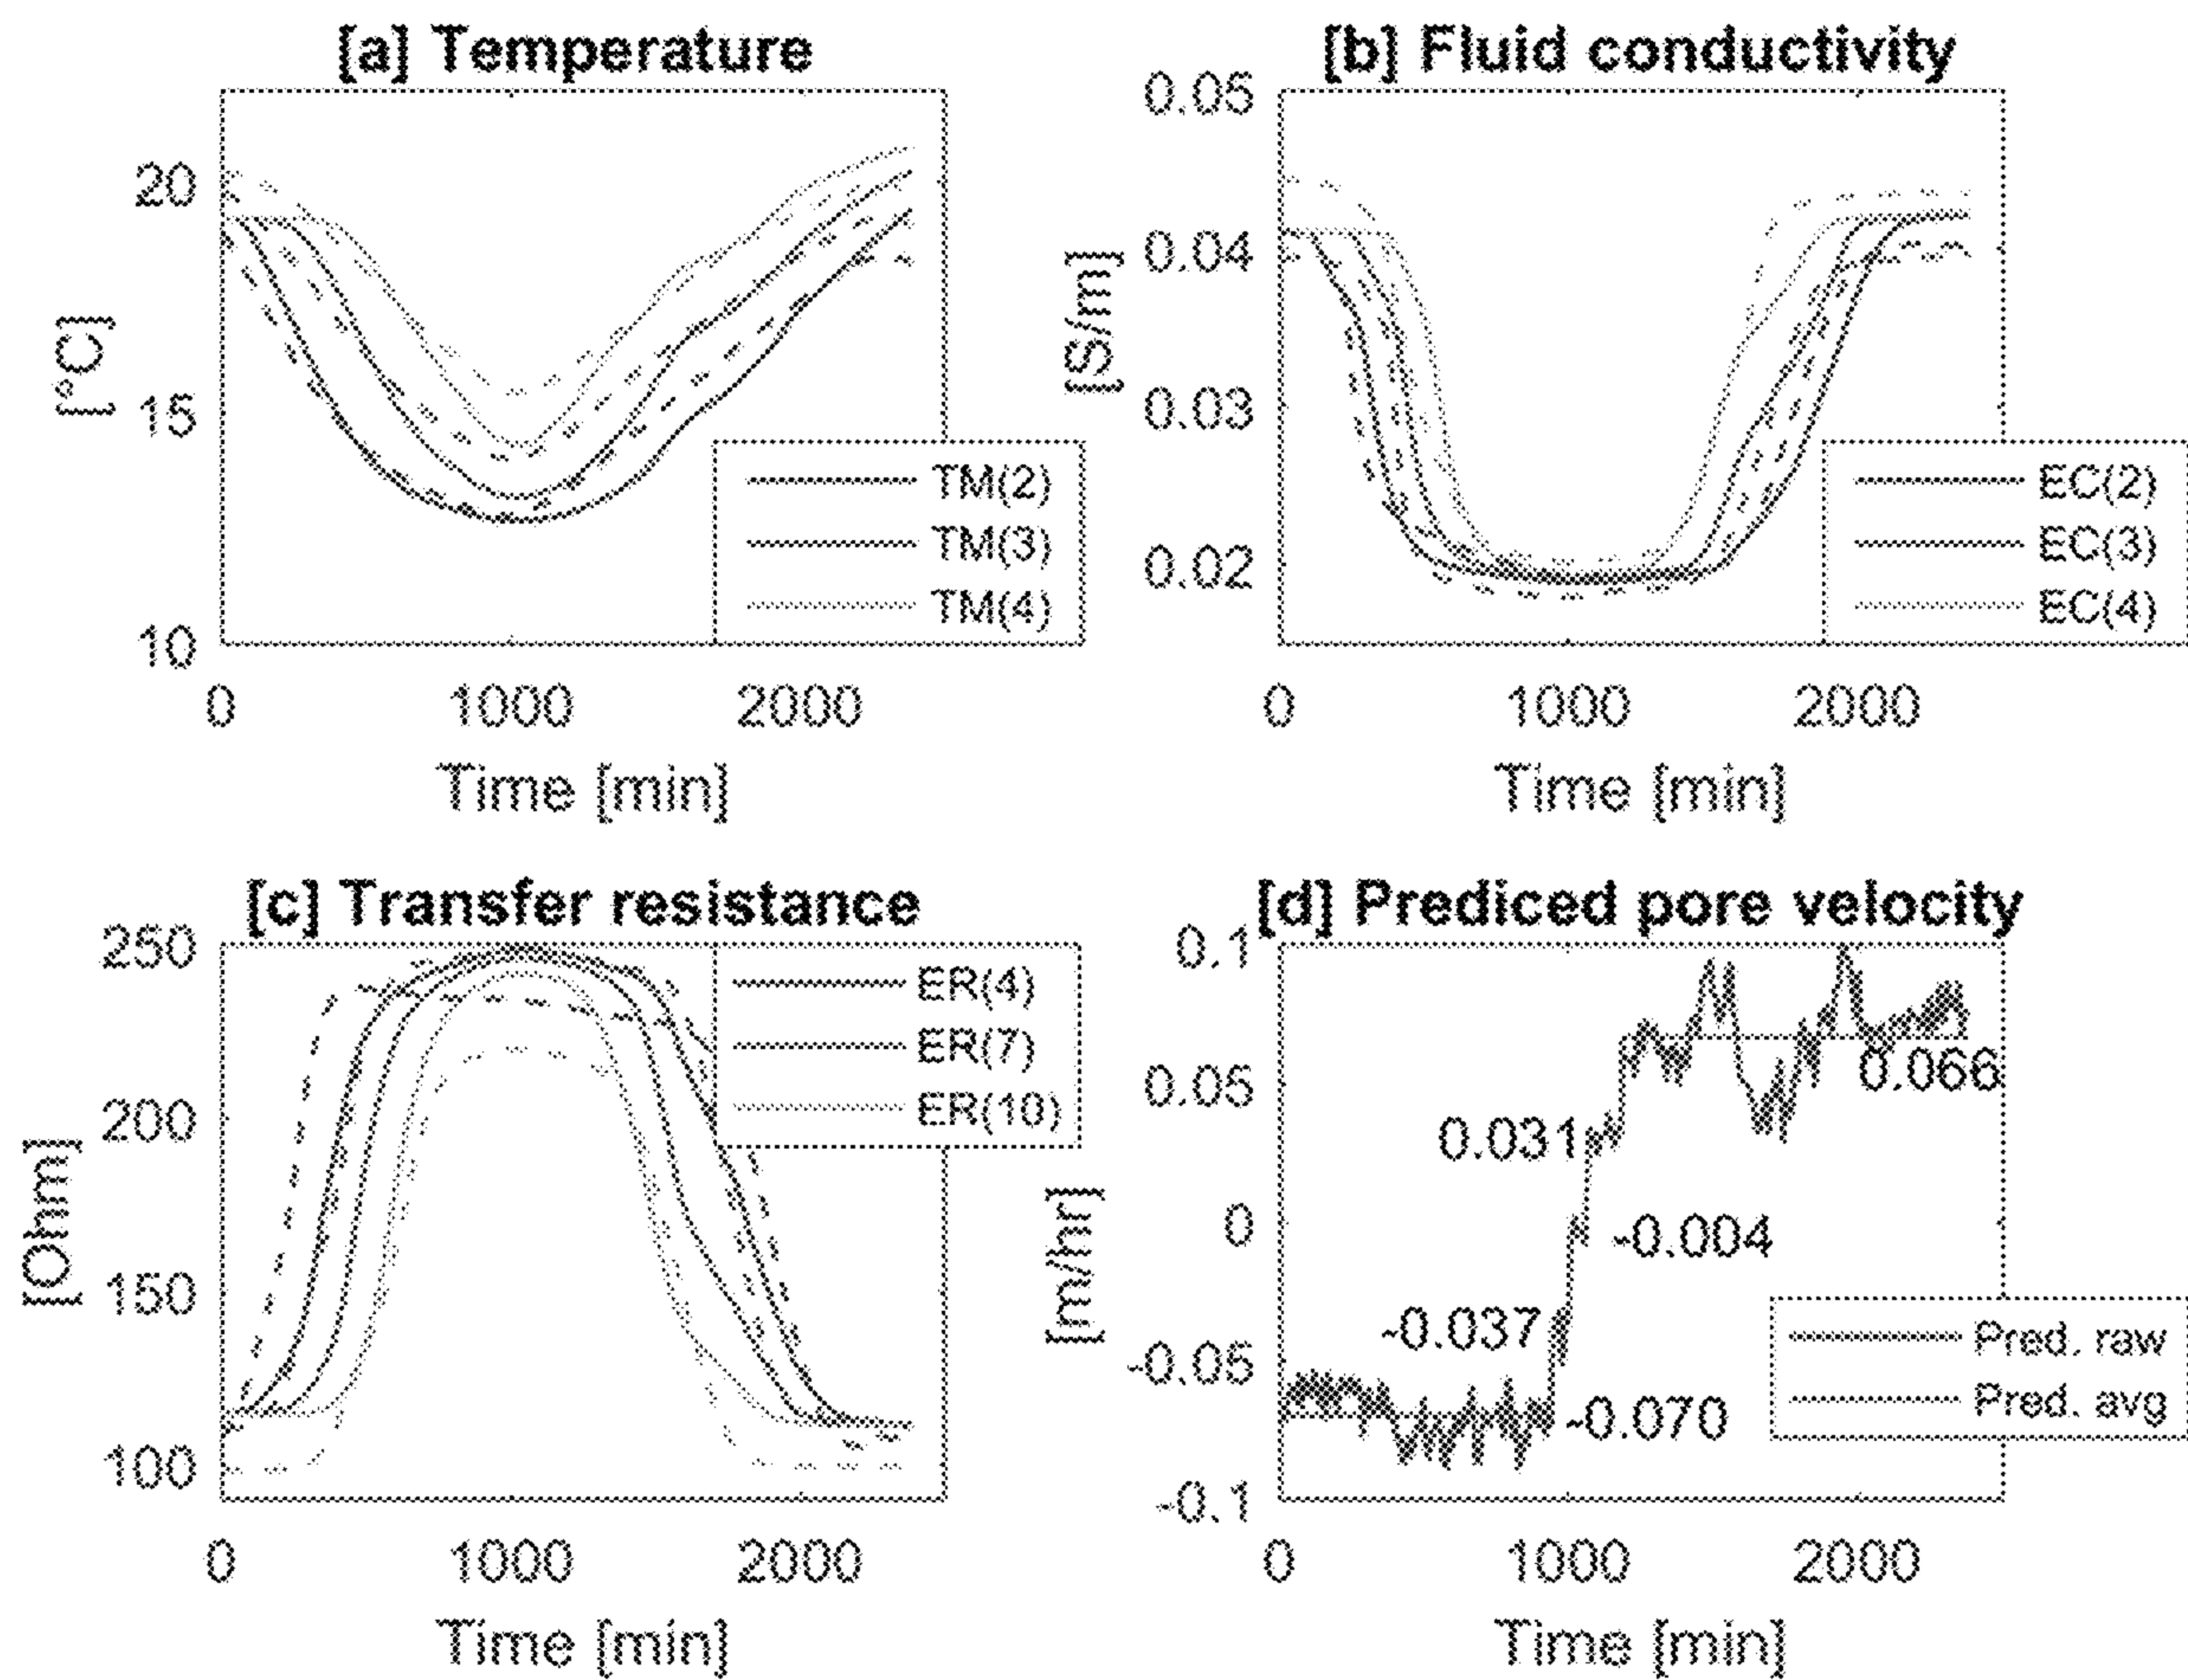 [a] Temperature
20
15
10
[°C]
0
1000
2000
Time [min]
TM(2)
TM(3)
TM(4)
[b] Fluid conductivity
0.05
0.04
0.03
0.02
[S/m]
0
1000
2000
Time [min]
EC(2)
EC(3)
EC(4)
[c] Transfer resistance
250
200
150
100
[Ohm]
0
1000
2000
Time [min]
ER(4)
ER(7)
ER(10)
[d] Prediced pore velocity
0.1
0.05
0
-0.05
-0.1
[m/hr]
0.066
0.031
-0.004
-0.037
-0.070
0
1000
2000
Time [min]
Pred. raw
Pred. avg